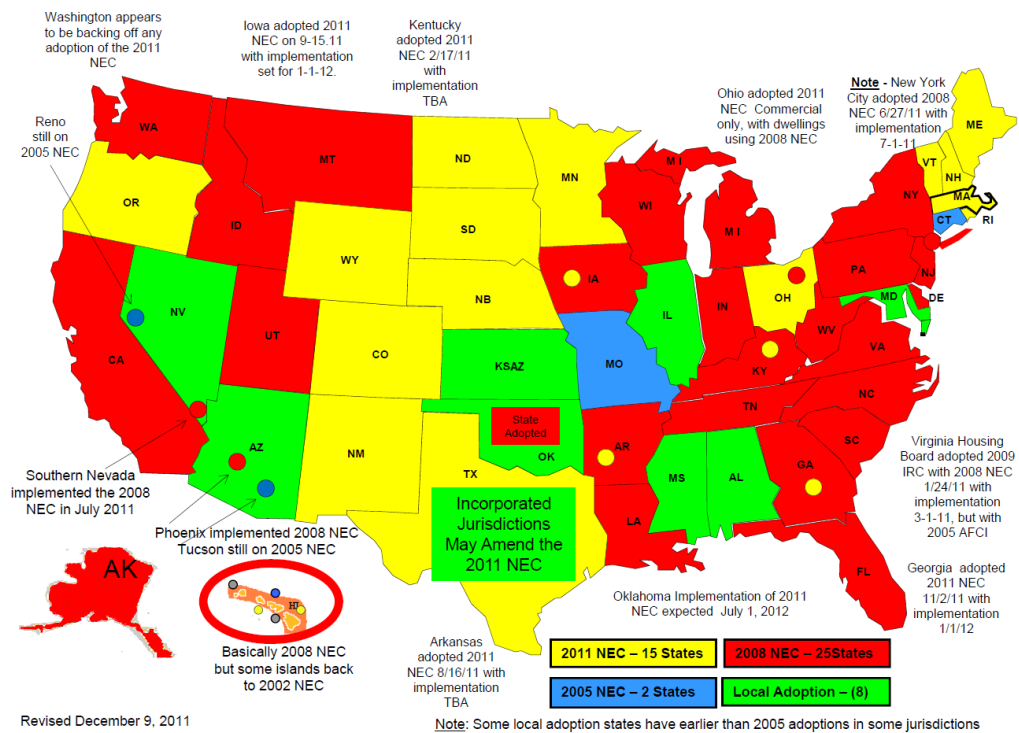 Washington appears
to be backing off any
adoption of the 2011
NEC
Iowa adopted 2011
NEC on 9-15.11
with implementation
set for 1-1-12.
Kentucky
adopted 2011
NEC 2/17/11
with
implementation
TBA
Ohio adopted 2011
NEC Commercial
only, with dwellings
using 2008 NEC
Note - New York
City adopted 2008
NEC 6/27/11 with
implementation
7-1-11
Reno
still on
2005 NEC
WA
MT
ND
MN
M I
ME
VT
NH
OR
ID
SD
WI
M I
NY
MA
CT
RI
WY
NB
IA
PA
NJ
NV
UT
CO
KSAZ
MO
IL
IN
OH
WV
MD
DE
CA
KY
VA
AZ
NM
TX
State
Adopted
OK
AR
TN
NC
SC
MS
AL
GA
LA
FL
Southern Nevada
implemented the 2008
NEC in July 2011
Phoenix implemented 2008 NEC
Tucson still on 2005 NEC
Incorporated
Jurisdictions
May Amend the
2011 NEC
Virginia Housing
Board adopted 2009
IRC with 2008 NEC
1/24/11 with
implementation
3-1-11, but with
2005 AFCI
AK
HI
Basically 2008 NEC
but some islands back
to 2002 NEC
Oklahoma Implementation of 2011
NEC expected July 1, 2012
Georgia adopted
2011 NEC
11/2/11 with
implementation
1/1/12
Arkansas
adopted 2011
NEC 8/16/11 with
implementation
TBA
2011 NEC – 15 States
2008 NEC – 25States
2005 NEC – 2 States
Local Adoption – (8)
Revised December 9, 2011
Note: Some local adoption states have earlier than 2005 adoptions in some jurisdictions